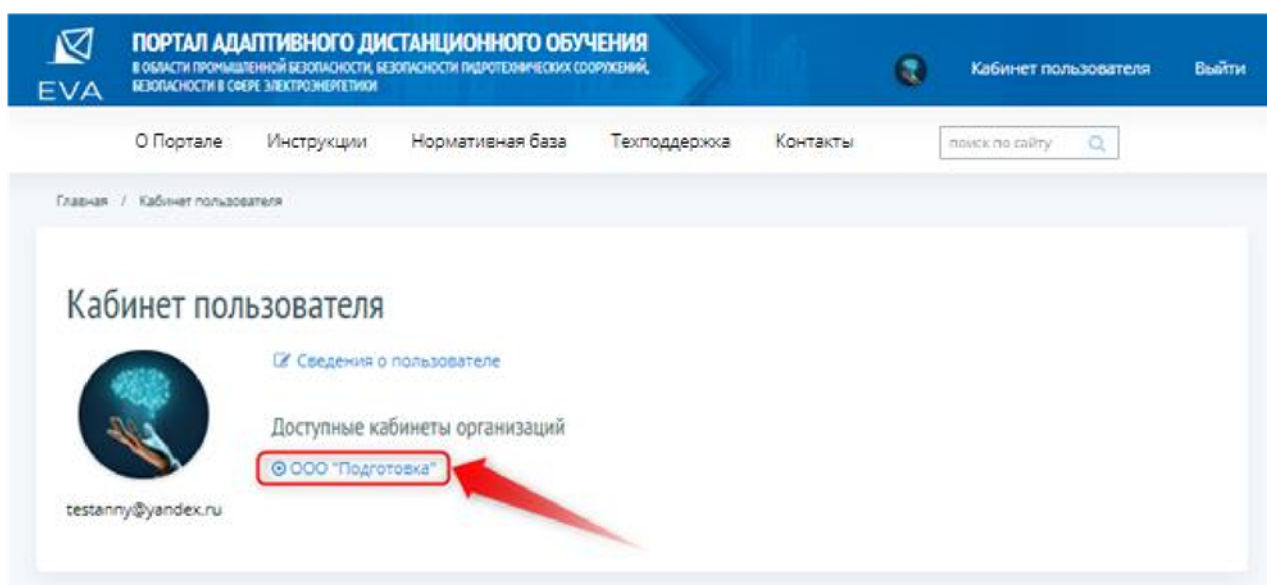 EVA
ПОРТАЛ АДАПТИВНОГО ДИСТАНЦИОННОГО ОБУЧЕНИЯ
В ОБЛАСТИ ПРОМЫШЛЕННОЙ БЕЗОПАСНОСТИ, БЕЗОПАСНОСТИ ГИДРОТЕХНИЧЕСКИХ СООРУЖЕНИЙ,
БЕЗОПАСНОСТИ В СФЕРЕ ЭЛЕКТРОЭНЕРГЕТИКИ
Кабинет пользователя Выйти
О Портале Инструкции Нормативная база Техподдержка Контакты поиск по сайту
Главная / Кабинет пользователя
Кабинет пользователя
Сведения о пользователе
Доступные кабинеты организаций
ООО "Подготовка"
testanny@yandex.ru